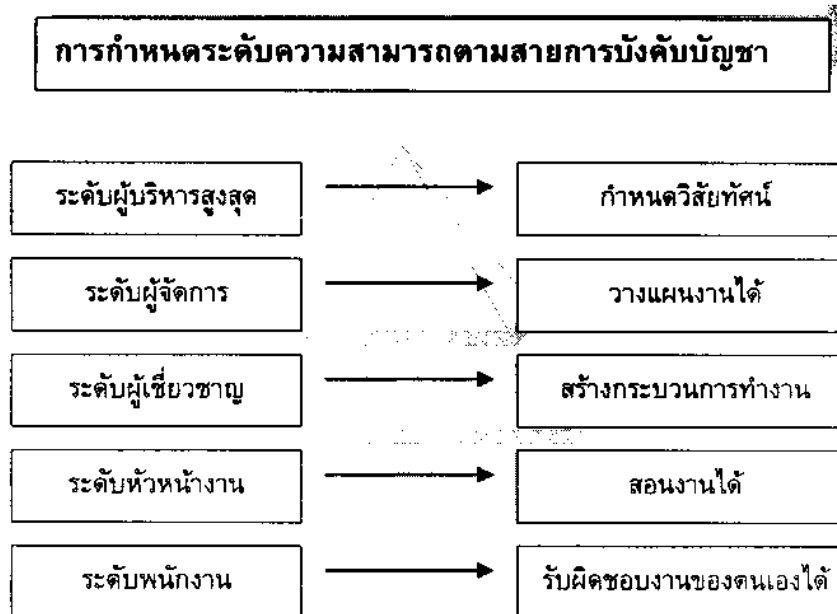 การกำหนดระดับความสามารถตามสายการบังคับบัญชา
ระดับผู้บริหารสูงสุด
กำหนดวิสัยทัศน์
ระดับผู้จัดการ
วางแผนงานได้
ระดับผู้เชี่ยวชาญ
สร้างกระบวนการทำงาน
ระดับหัวหน้างาน
สอนงานได้
ระดับพนักงาน
รับผิดชอบงานของตนเองได้